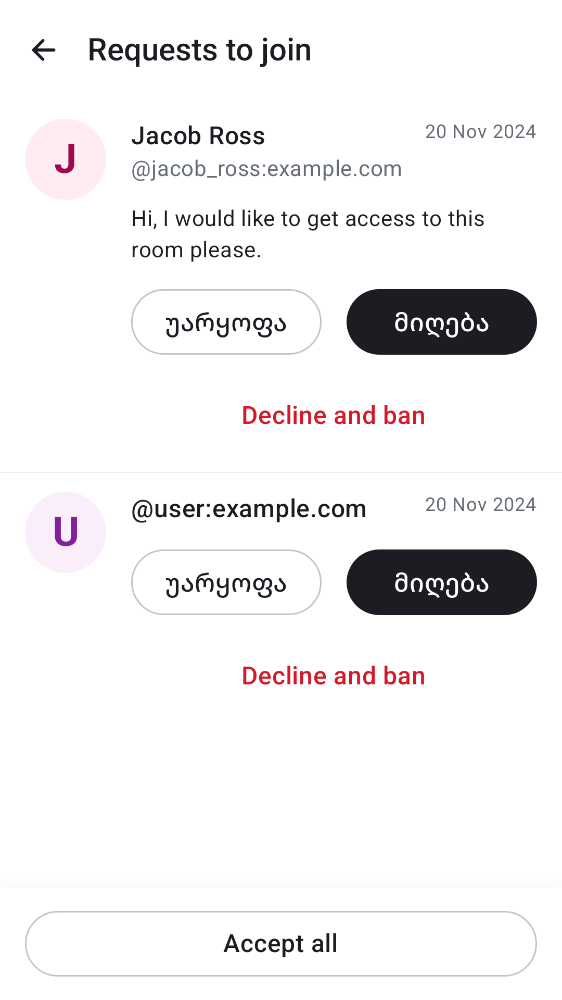 Requests to join
J
Jacob Ross
20 Nov 2024
@jacob_ross:example.com
Hi, I would like to get access to this
room please.
უარყოფა
მიღება
Decline and ban
U
@user:example.com
20 Nov 2024
უარყოფა
მიღება
Decline and ban
Accept all